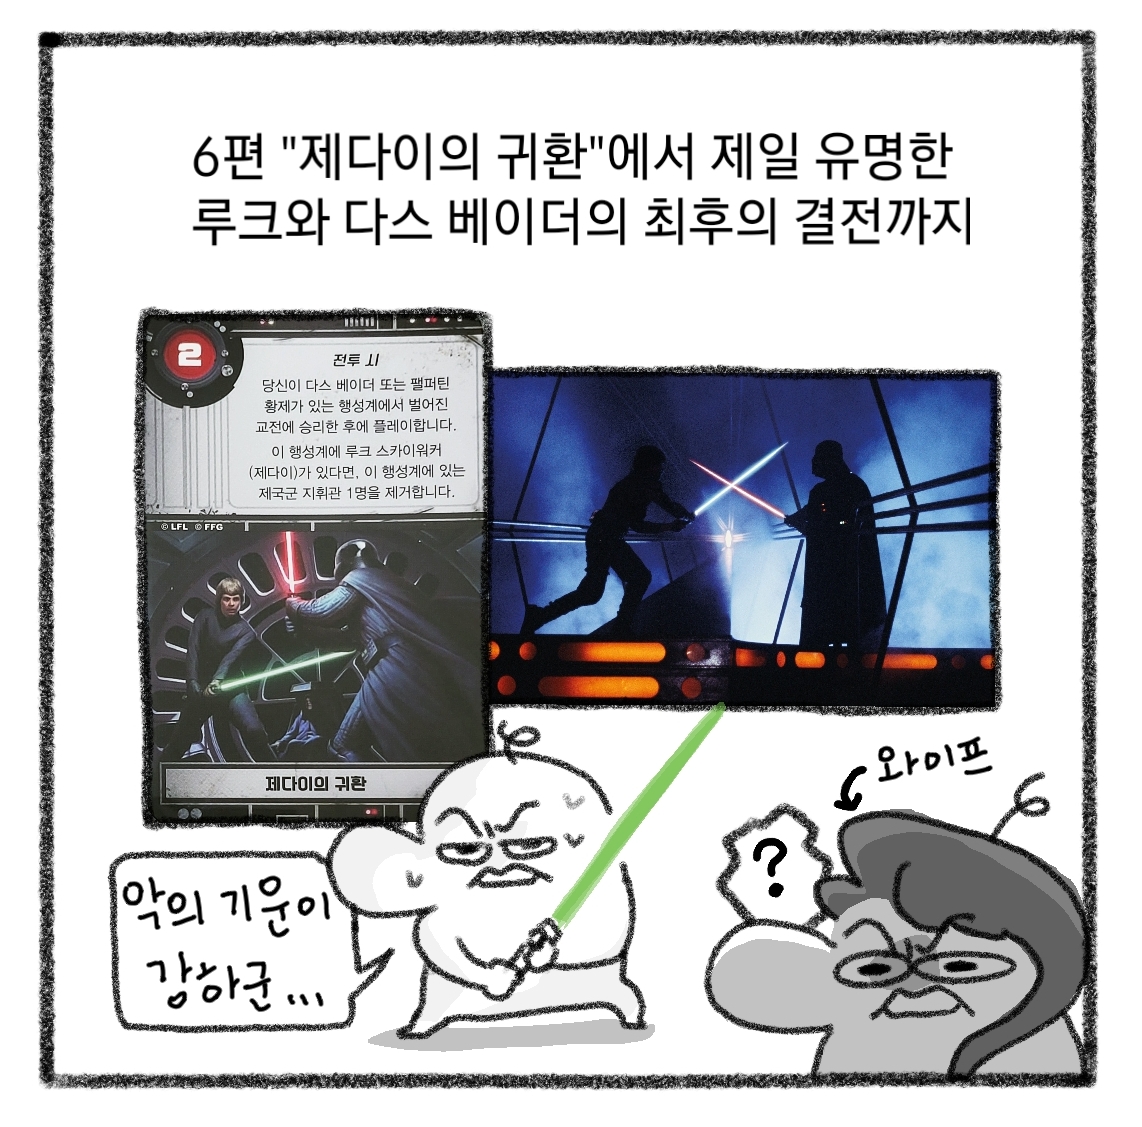 6편 "제다이의 귀환"에서 제일 유명한
루크와 다스 베이더의 최후의 결전까지
2
전투 시
당신이 다스 베이더 또는 팰퍼틴
황제가 있는 행성계에서 벌어진
교전에 승리한 후에 플레이합니다.
이 행성계에 루크 스카이워커
(제다이)가 있다면, 이 행성계에 있는
제국군 지휘관 1명을 제거합니다.
© LFL © FFG
제다이의 귀환
와이프
?
악의 기운이
강하군...